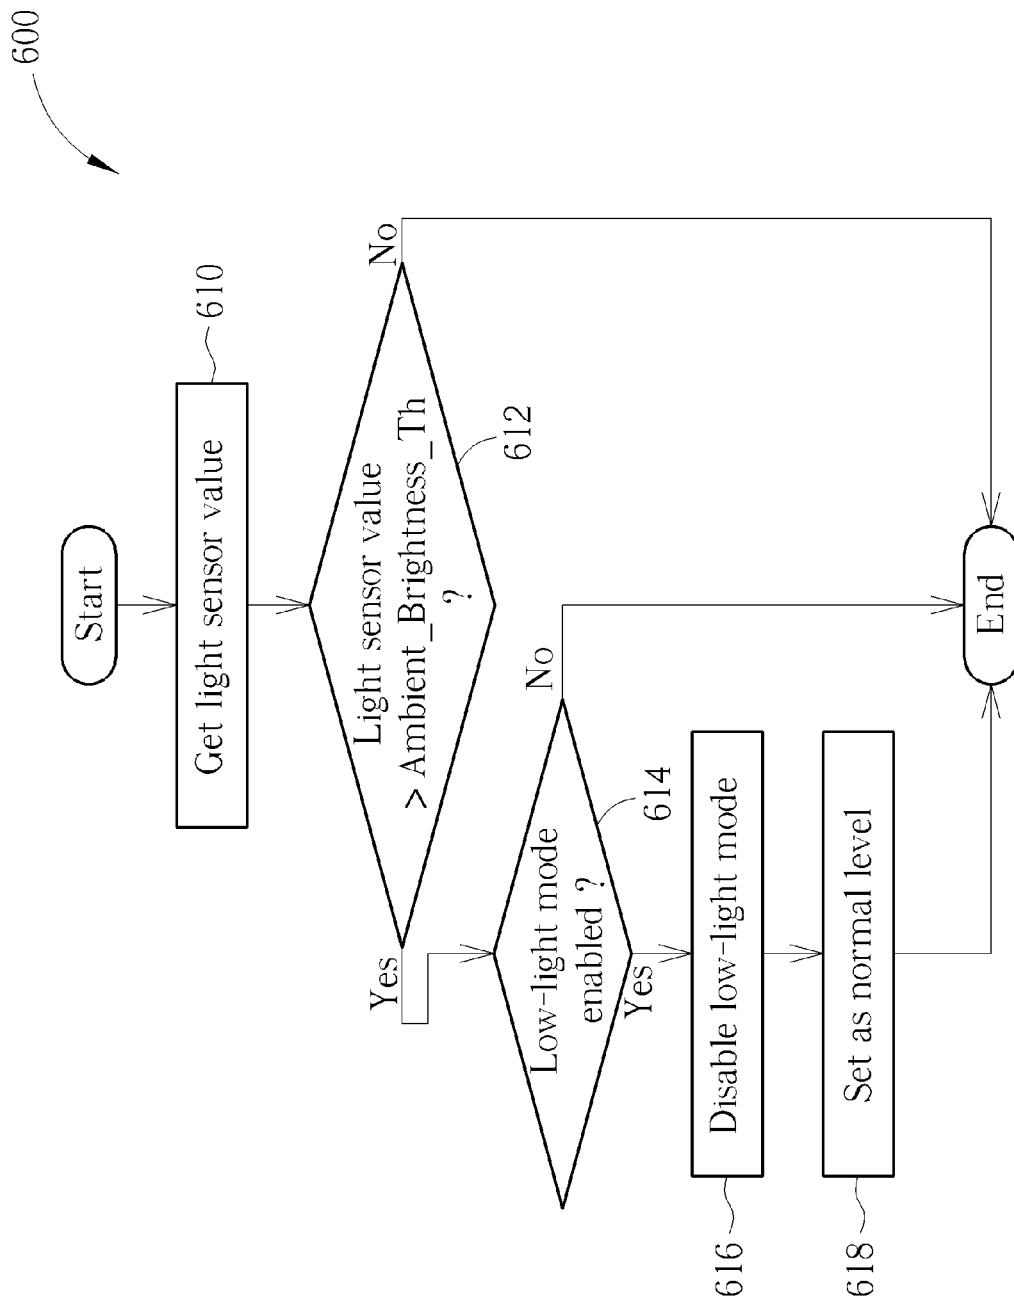 600
Start
Get light sensor value
610
Light sensor value
> Ambient_Brightness_Th
?
612
Yes
No
Low-light mode
enabled ?
614
No
Yes
Disable low-light mode
616
Set as normal level
618
End